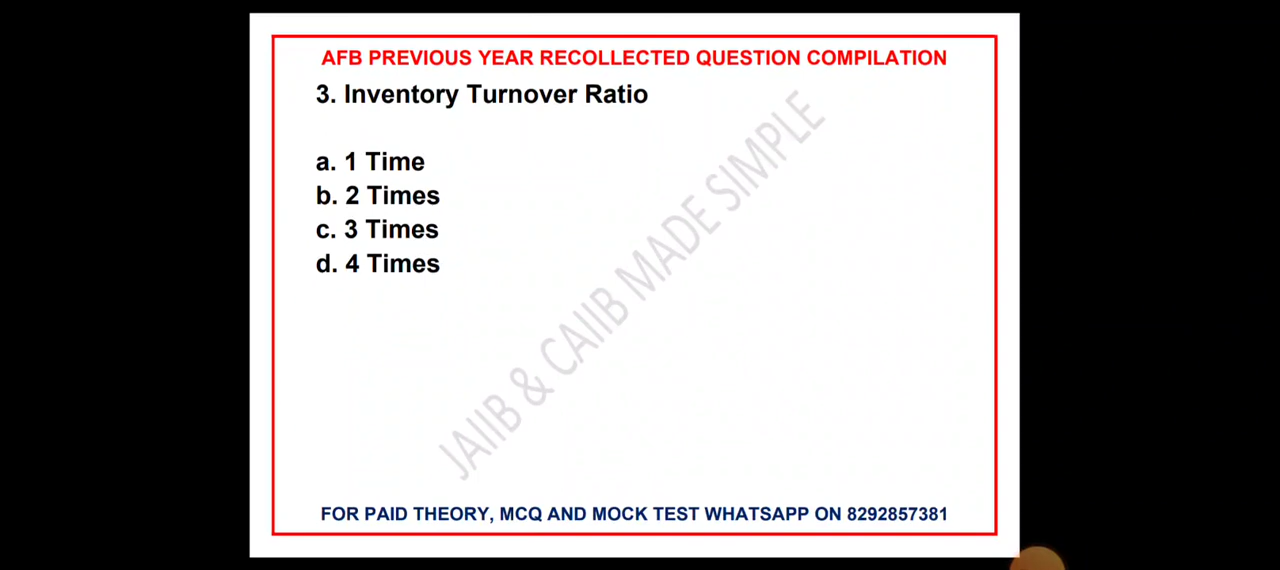 AFB PREVIOUS YEAR RECOLLECTED QUESTION COMPILATION
3. Inventory Turnover Ratio
a. 1 Time
b. 2 Times
c. 3 Times
d. 4 Times
JAIIB & CAIIB MADE SIMPLE
FOR PAID THEORY, MCQ AND MOCK TEST WHATSAPP ON 8292857381